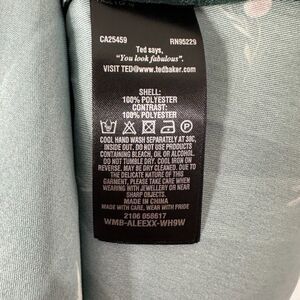 CA25459 RN95229
Ted says,
"You look fabulous".
VISIT TED@www.tedbaker.com
SHELL:
100% POLYESTER
CONTRAST:
100% POLYESTER
COOL HAND WASH SEPARATELY AT 30C,
INSIDE OUT. DO NOT USE PRODUCTS
CONTAINING BLEACH, OIL OR ALCOHOL.
DO NOT TUMBLE DRY. COOL IRON ON
REVERSE, MAY BE DRY CLEANED. DUE TO
THE DELICATE NATURE OF THIS
GARMENT, PLEASE TAKE CARE WHEN
WEARING WITH JEWELLERY OR NEAR
SHARP OBJECTS.
MADE IN CHINA
MADE WITH CARE, WEAR WITH PRIDE
2106 058617
WMB-ALEEXX-WH9W